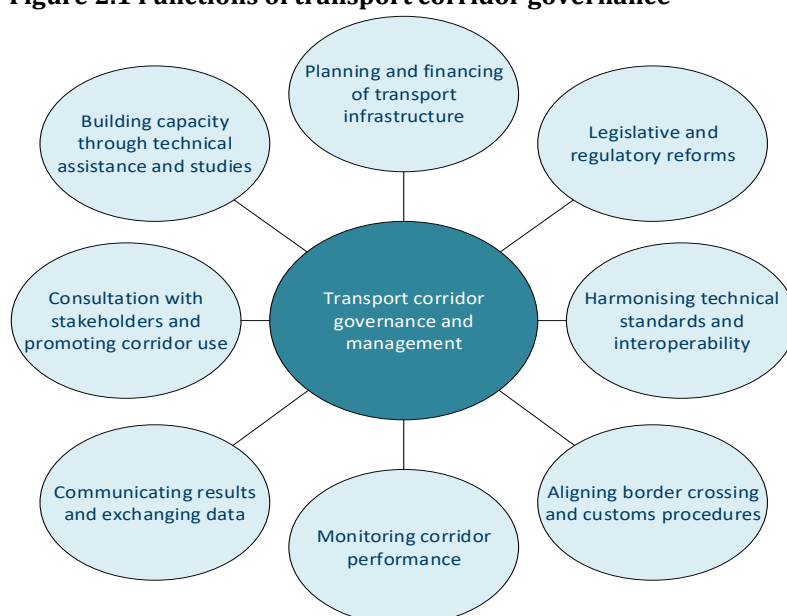 Figure 2.1 Functions of transport corridor governance
Planning and financing
of transport
infrastructure
Building capacity
through technical
assistance and studies
Legislative and
regulatory reforms
Consultation with
stakeholders and
promoting corridor use
Transport corridor
governance and
management
Harmonising technical
standards and
interoperability
Communicating results
and exchanging data
Monitoring corridor
performance
Aligning border crossing
and customs procedures